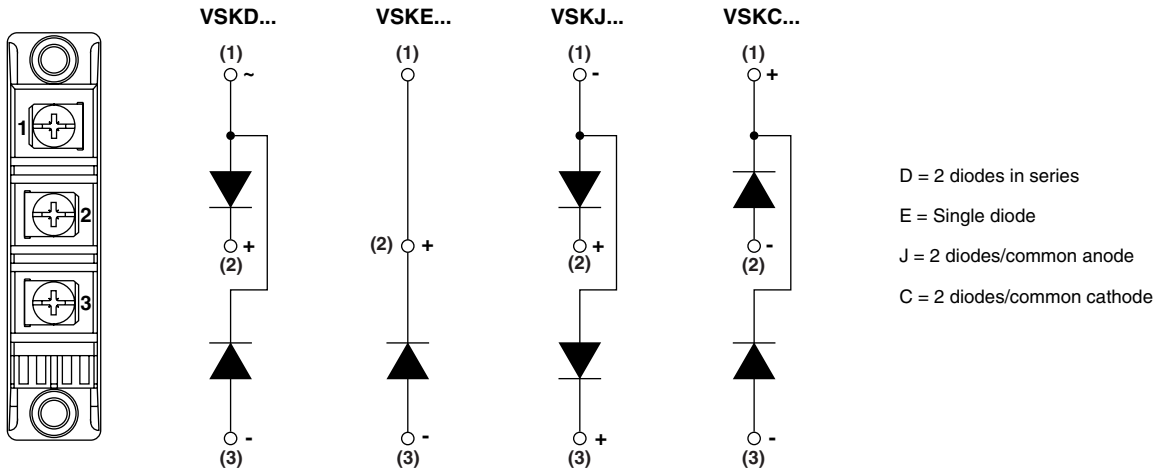 VSKD... VSKE... VSKJ... VSKC...
(1) (1) (1) (1)
~ - +
1
2
3
(2) + (2) + (2) + (2) -
(3) - (3) - (3) + (3) -
D = 2 diodes in series
E = Single diode
J = 2 diodes/common anode
C = 2 diodes/common cathode